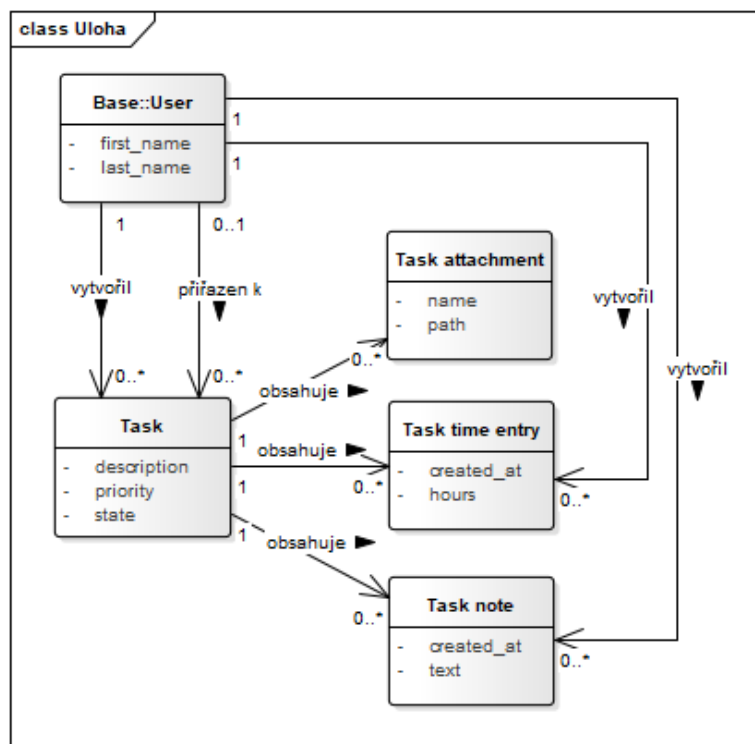 class Uloha
Base::User
- first_name
- last_name
1
1
1
0..1
vytvořil
přiřazen k
0..*
0..*
Task
- description
- priority
- state
1
1
1
obsahuje
obsahuje
obsahuje
0..*
0..*
0..*
Task attachment
- name
- path
Task time entry
- created_at
- hours
Task note
- created_at
- text
vytvořil
vytvořil
0..*
0..*